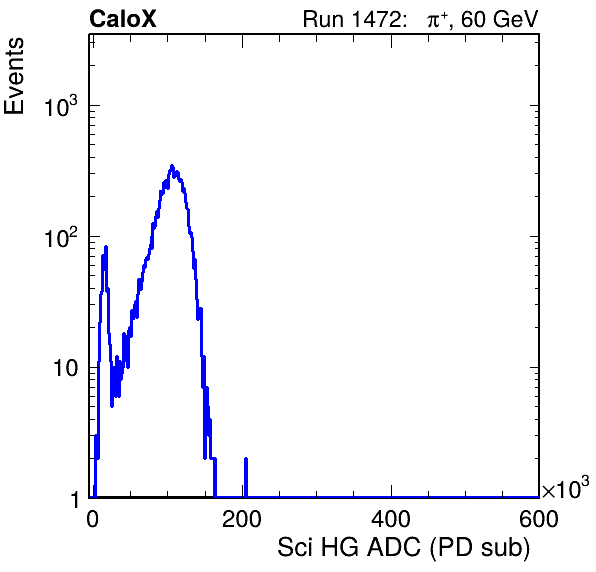 CaloX
Run 1472: π⁺, 60 GeV
Events
10³
10²
10
1
0
200
400
600
×10³
Sci HG ADC (PD sub)